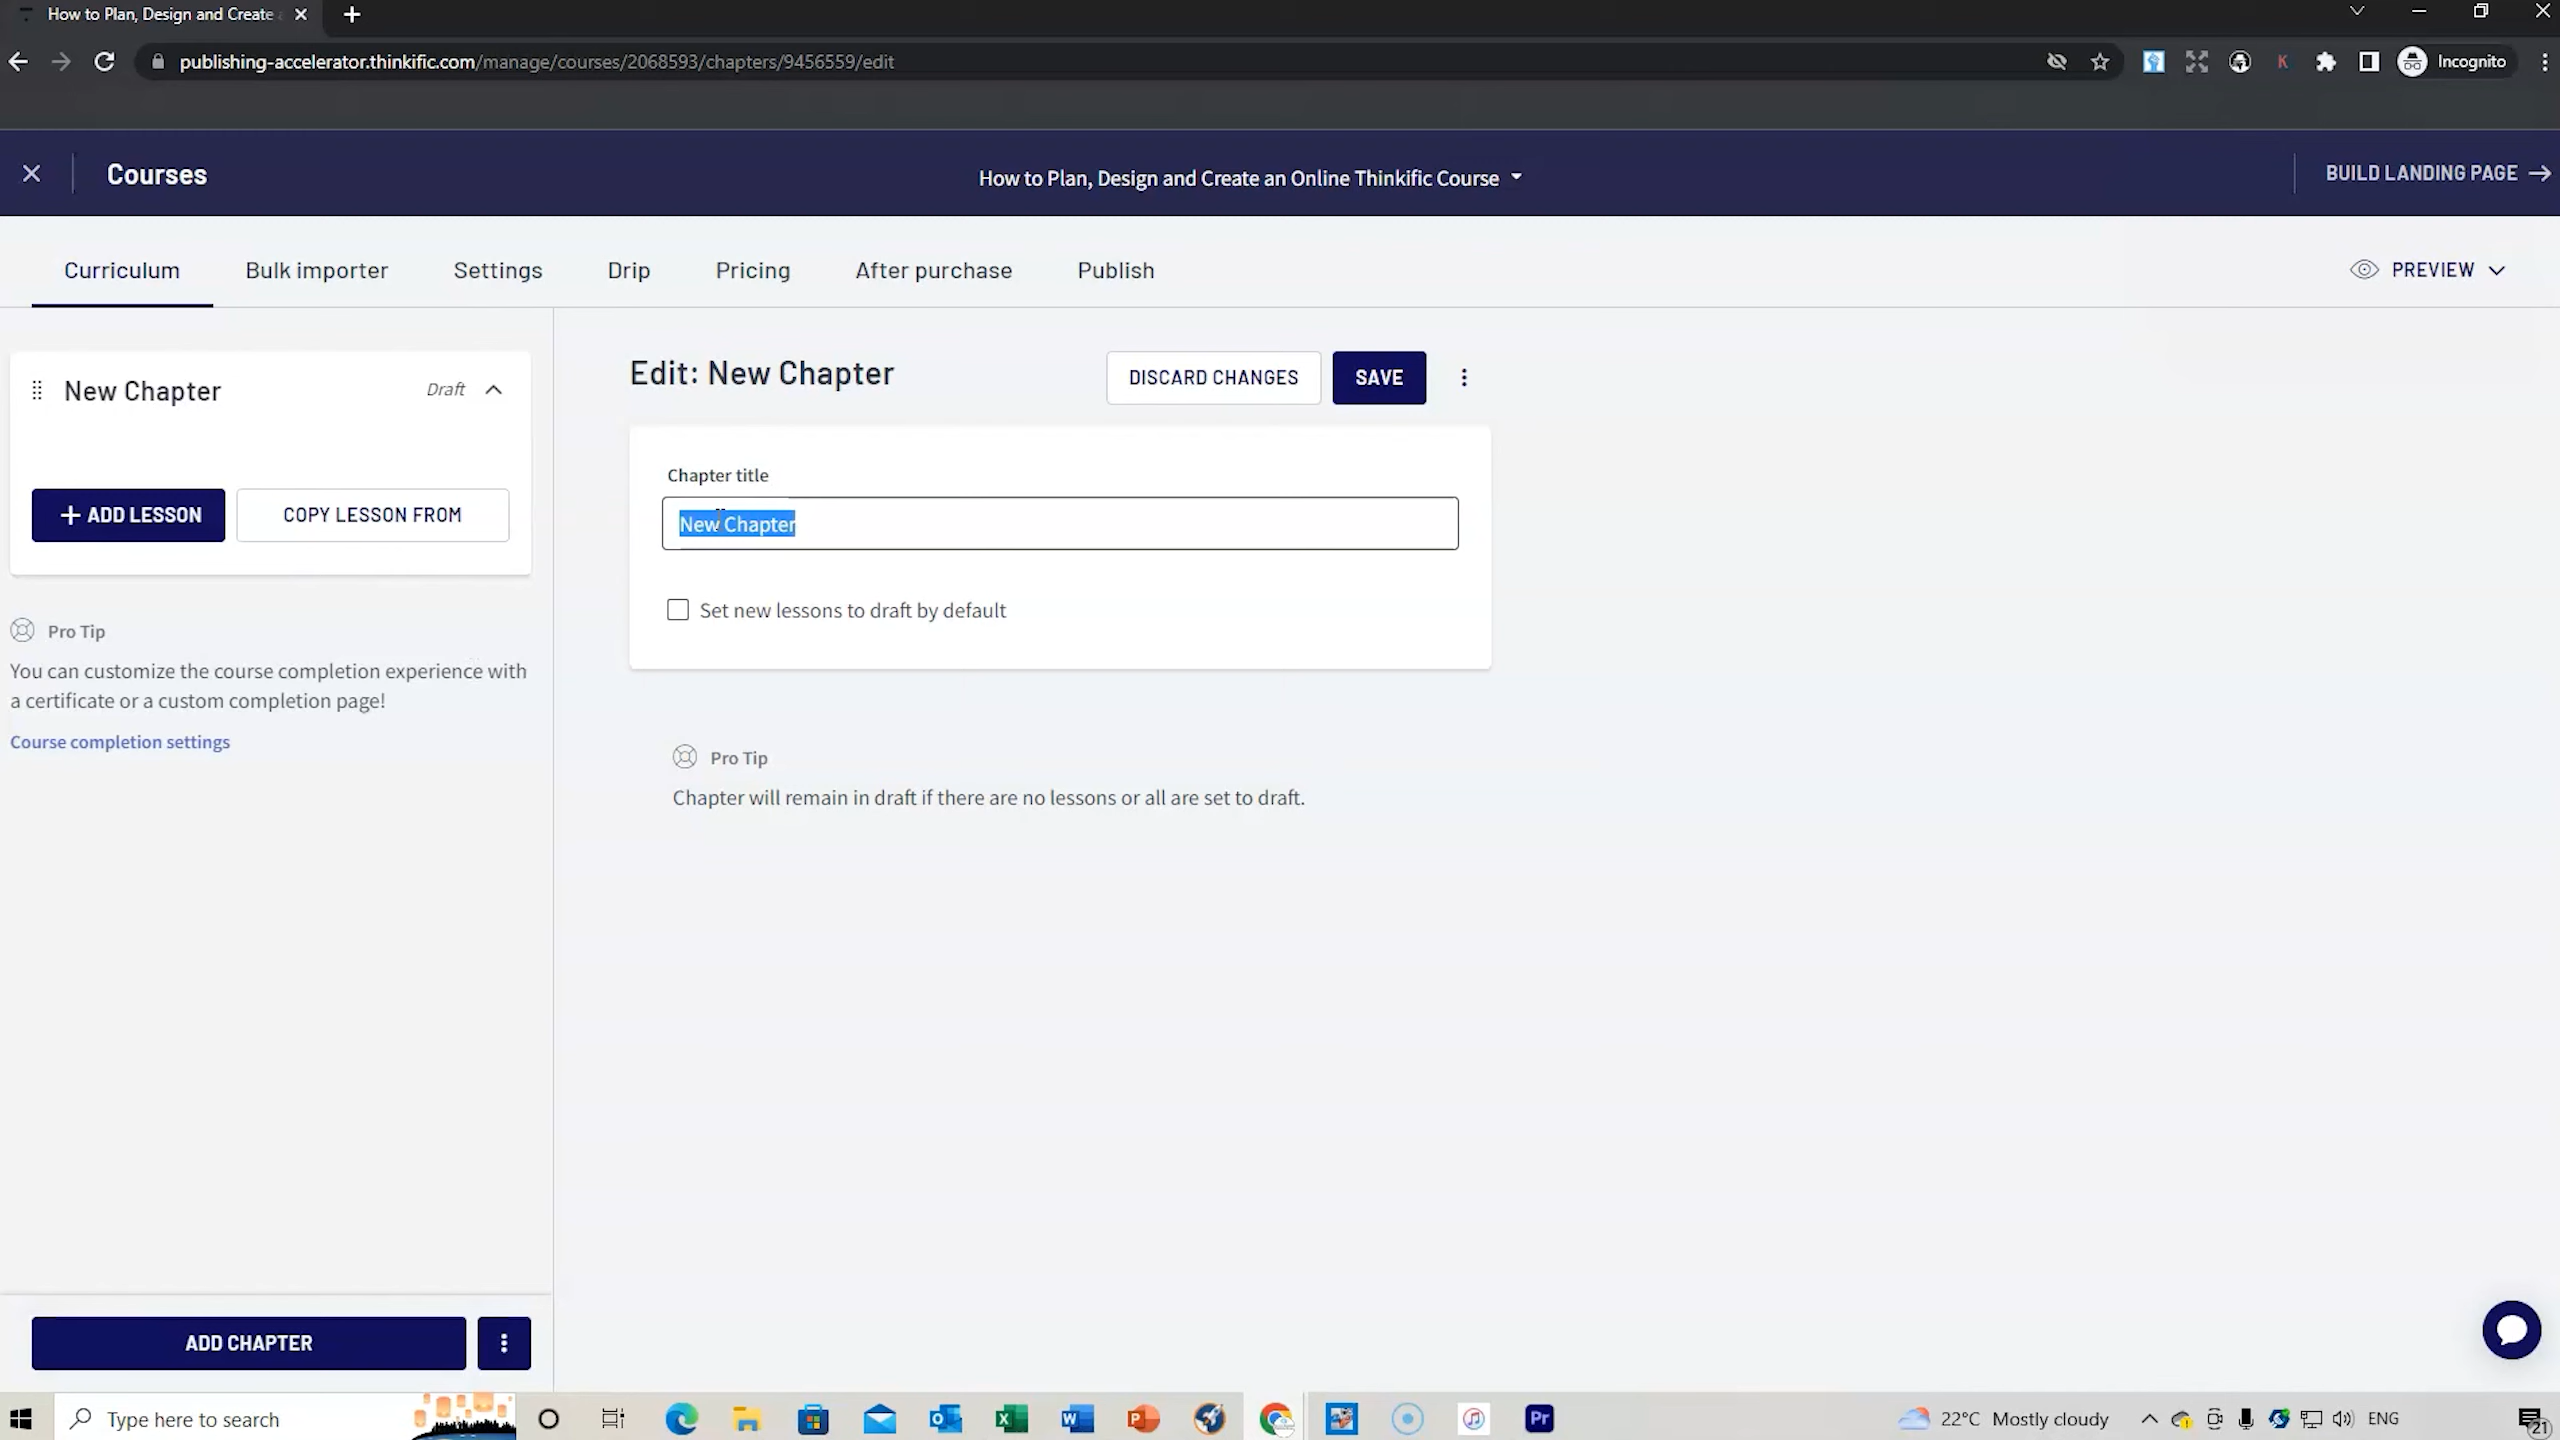 How to Plan, Design and Create
publishing-accelerator.thinkific.com/manage/courses/2068593/chapters/9456559/edit
K
Incognito
Courses
How to Plan, Design and Create an Online Thinkific Course
BUILD LANDING PAGE
Curriculum
Bulk importer
Settings
Drip
Pricing
After purchase
Publish
PREVIEW
New Chapter
Draft
+ ADD LESSON
COPY LESSON FROM
Pro Tip
You can customize the course completion experience with
a certificate or a custom completion page!
Course completion settings
ADD CHAPTER
Edit: New Chapter
DISCARD CHANGES
SAVE
Chapter title
New Chapter
Set new lessons to draft by default
Pro Tip
Chapter will remain in draft if there are no lessons or all are set to draft.
Type here to search
Pr
22°C Mostly cloudy
ENG
21